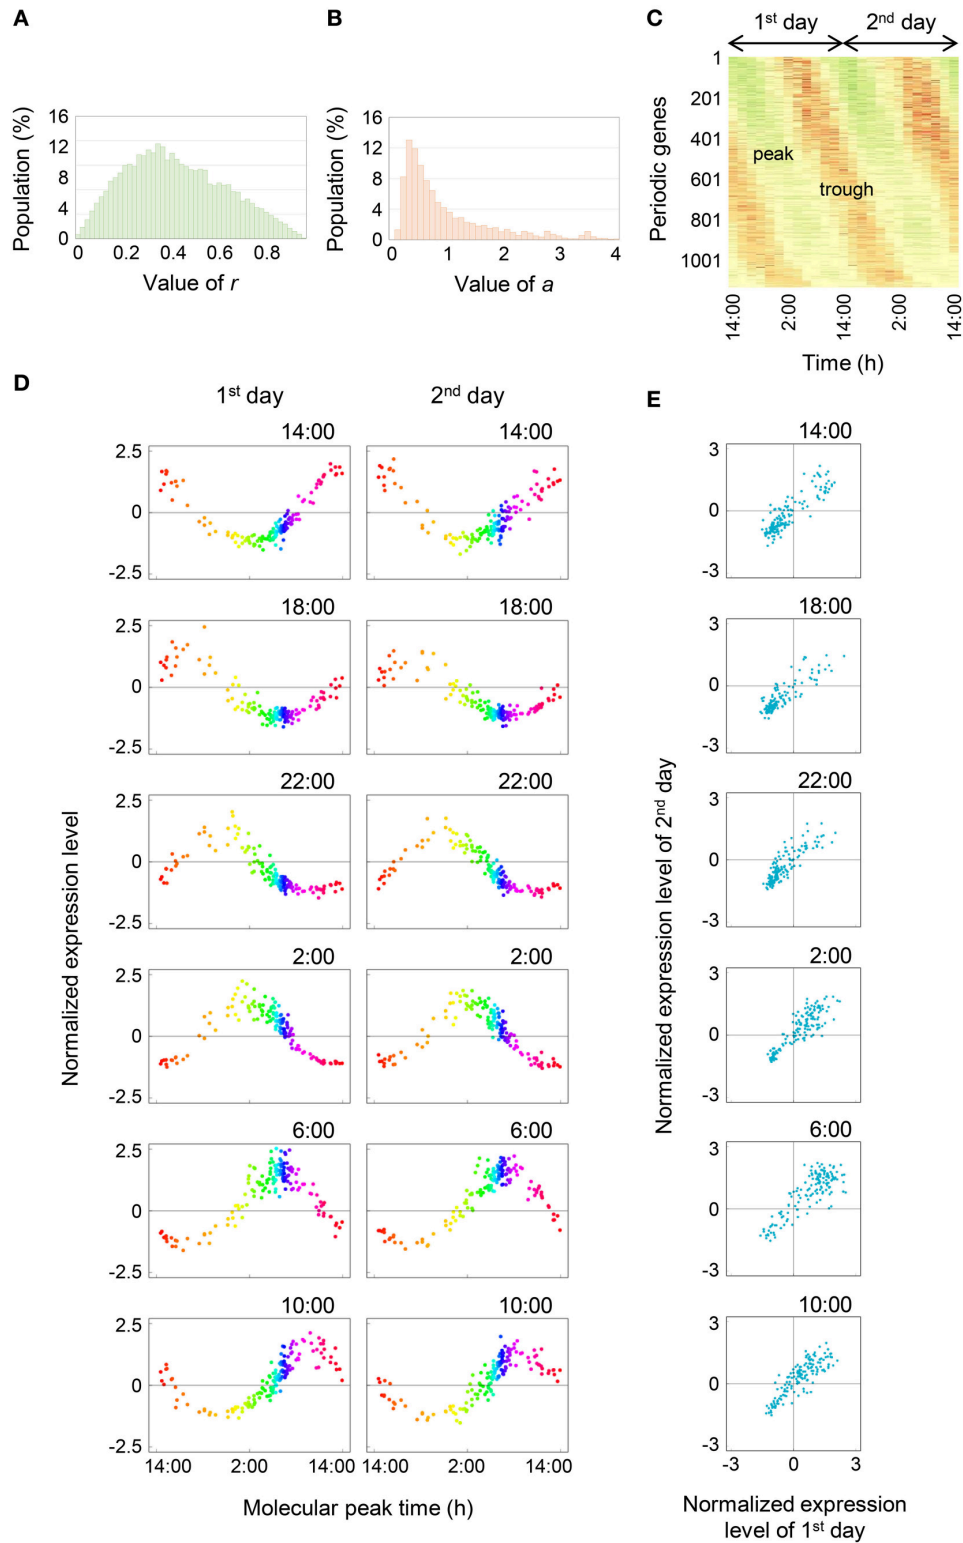 A
Population (%)
16
12
8
4
0
0 0.2 0.4 0.6 0.8
Value of r
B
Population (%)
16
12
8
4
0
0 1 2 3 4
Value of a
C
1st day 2nd day
Periodic genes
1
201
401
601
801
1001
peak
trough
14:00 2:00 14:00 2:00 14:00
Time (h)
D
1st day 2nd day
Normalized expression level
14:00 14:00
2.5
0
-2.5
18:00 18:00
2.5
0
-2.5
22:00 22:00
2.5
0
-2.5
2:00 2:00
2.5
0
-2.5
6:00 6:00
2.5
0
-2.5
10:00 10:00
2.5
0
-2.5
14:00 2:00 14:00 14:00 2:00 14:00
Molecular peak time (h)
E
Normalized expression level of 2nd day
14:00
3
0
-3
18:00
3
0
-3
22:00
3
0
-3
2:00
3
0
-3
6:00
3
0
-3
10:00
3
0
-3
-3 0 3
Normalized expression
level of 1st day